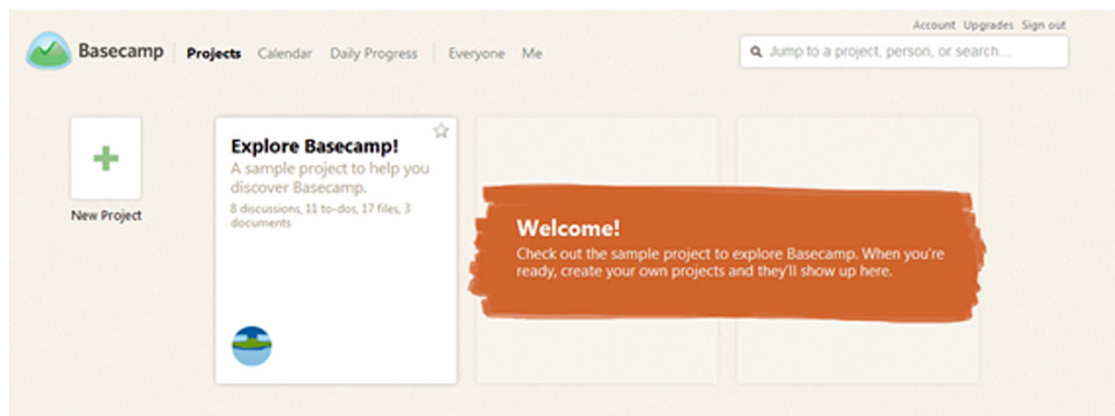 Account Upgrades Sign out
Basecamp Projects Calendar Daily Progress Everyone Me
Jump to a project, person, or search...
Explore Basecamp!
A sample project to help you
discover Basecamp.
8 discussions, 11 to-dos, 17 files, 3
documents
New Project
Welcome!
Check out the sample project to explore Basecamp. When you're
ready, create your own projects and they'll show up here.